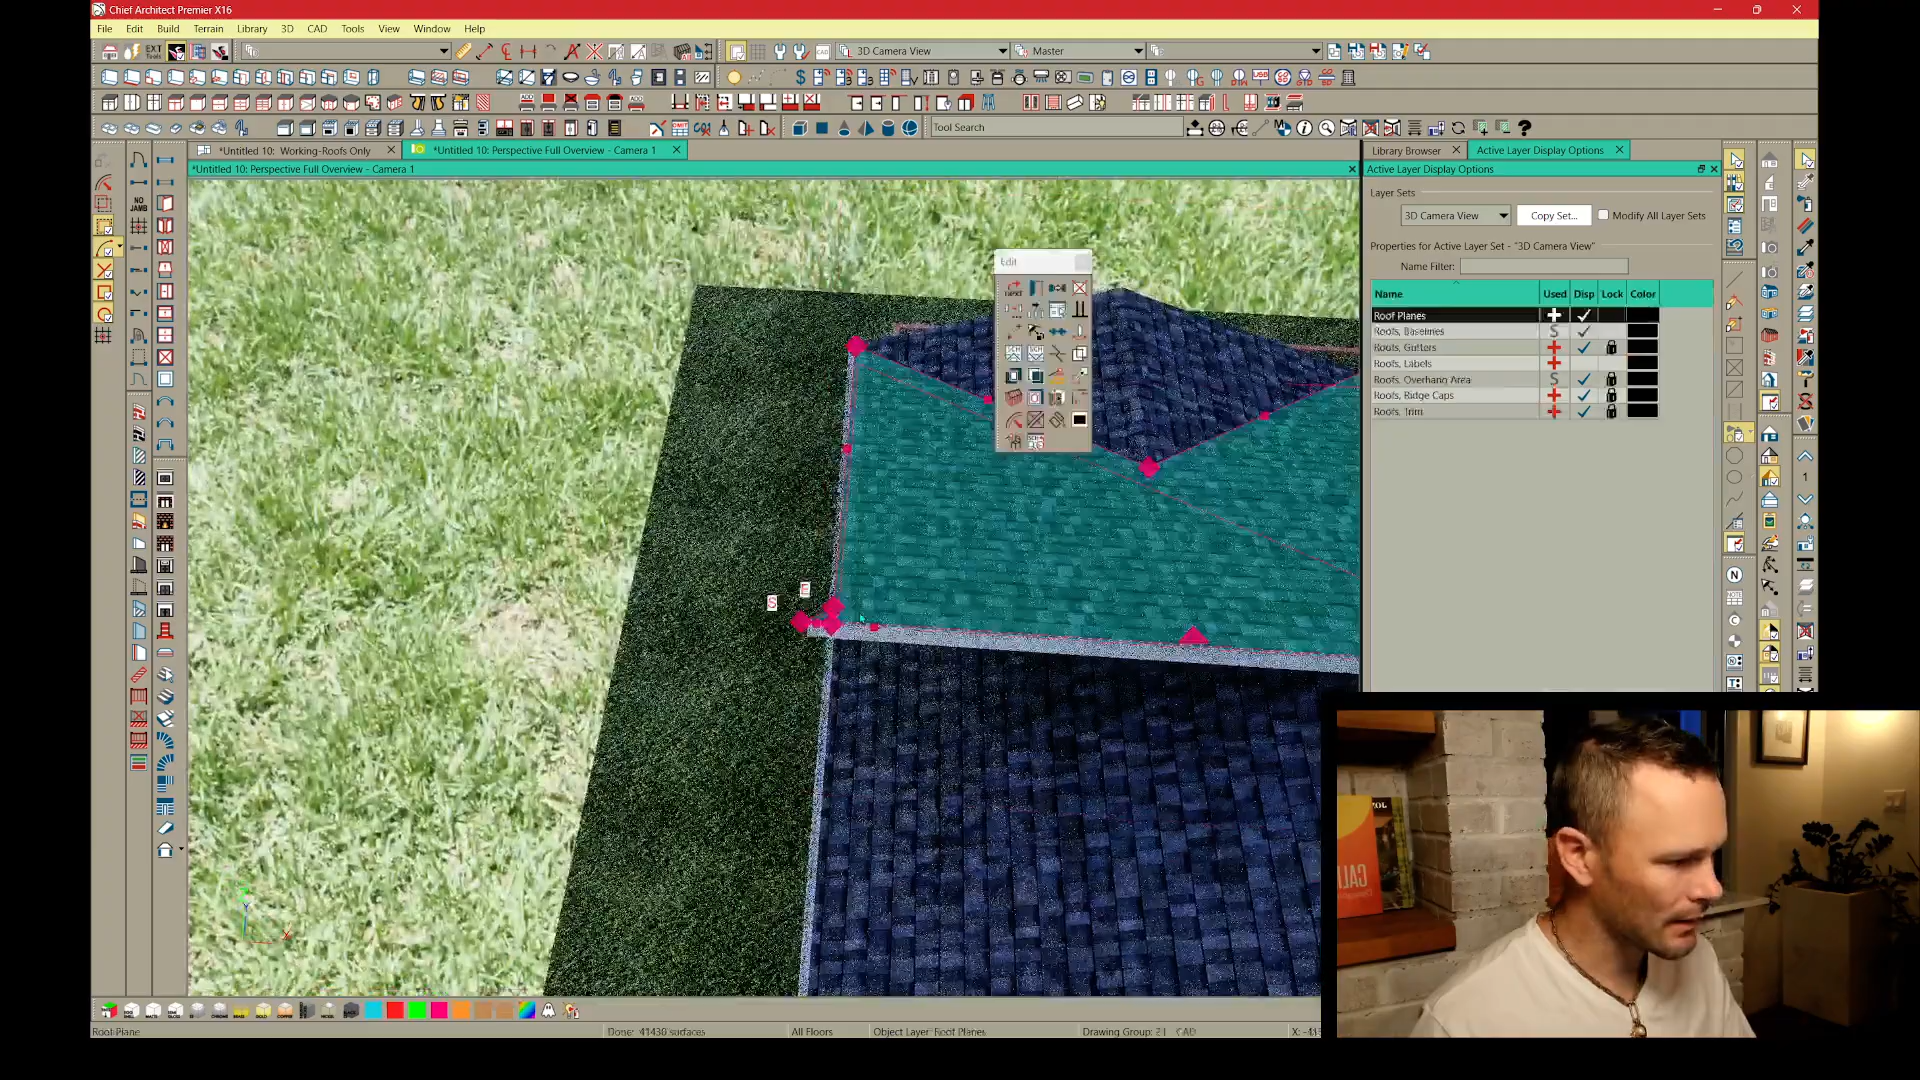 Chief Architect Premier X16
File Edit Build Terrain Library 3D CAD Tools View Window Help
EXT
3D Camera View
Master
Tool Search
*Untitled 10: Working-Roofs Only
*Untitled 10: Perspective Full Overview - Camera 1
Library Browser
Active Layer Display Options
*Untitled 10: Perspective Full Overview - Camera 1
Active Layer Display Options
Layer Sets
3D Camera View
Copy Set...
Modify All Layer Sets
Properties for Active Layer Set - "3D Camera View"
Name Filter:
Name Used Disp Lock Color
Roof Planes
Roofs, Baselines S
Roofs, Gutters
Roofs, Labels
Roofs, Overhang Area S
Roofs, Ridge Caps
Roofs, Trim
NO
JAMB
Edit
S
E
Y
X
1
N
Roof Plane
Done: 41430 surfaces
All Floors
Object Layer: Roof Planes
Drawing Group: 21
CAD